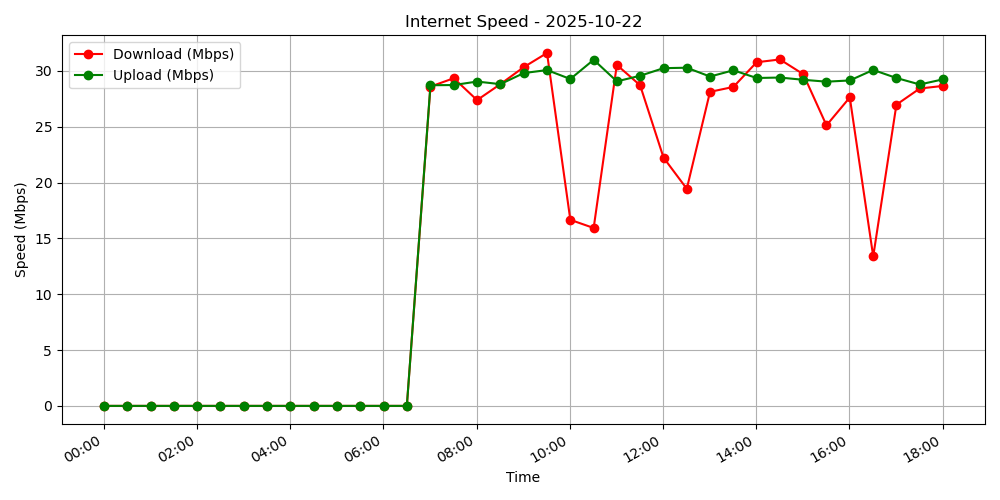 Internet Speed - 2025-10-22
Download (Mbps)
Upload (Mbps)
Speed (Mbps)
30
25
20
15
10
5
0
00:00 02:00 04:00 06:00 08:00 10:00 12:00 14:00 16:00 18:00
Time